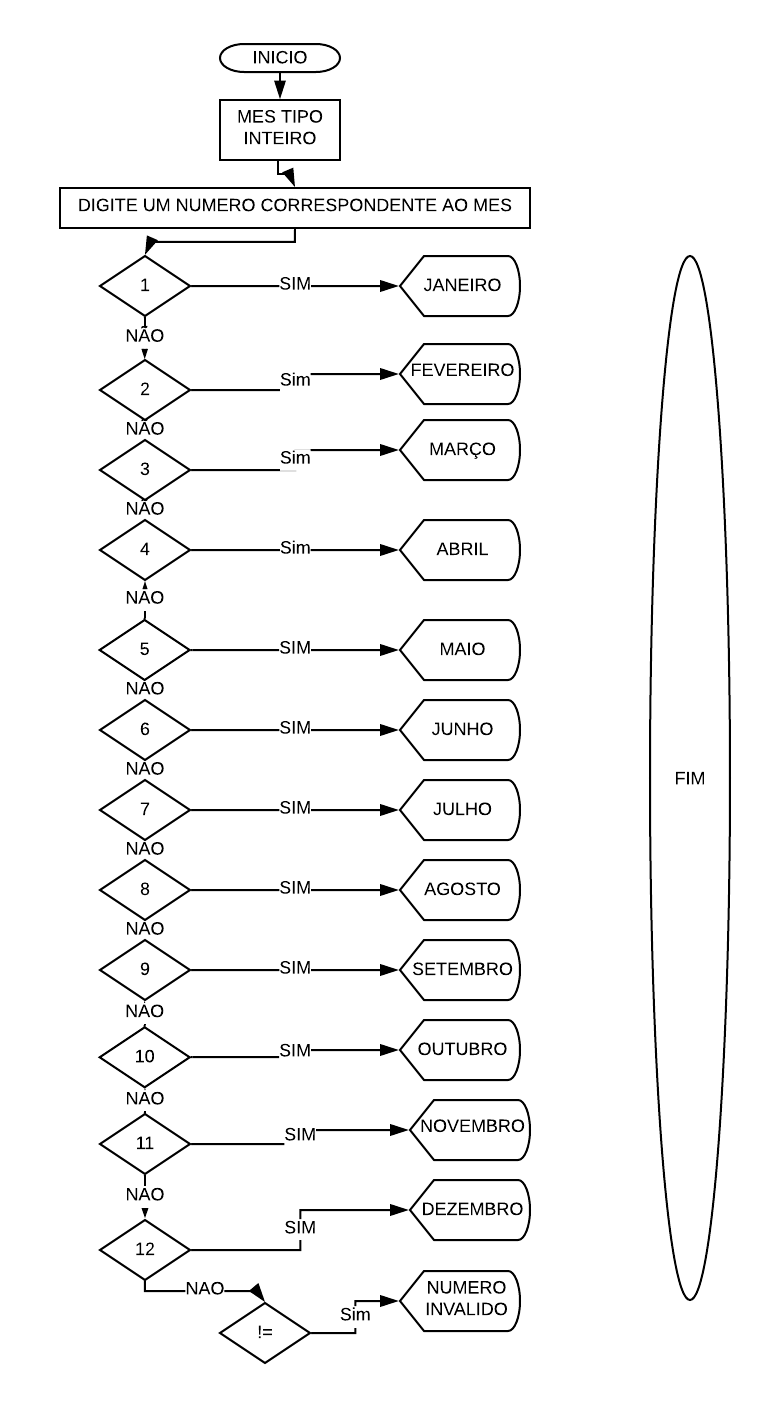 INICIO
MES TIPO
INTEIRO
DIGITE UM NUMERO CORRESPONDENTE AO MES
1
SIM
JANEIRO
NÃO
2
Sim
FEVEREIRO
NÃO
3
Sim
MARÇO
NÃO
4
Sim
ABRIL
NÃO
5
SIM
MAIO
NÃO
6
SIM
JUNHO
NÃO
7
SIM
JULHO
NÃO
8
SIM
AGOSTO
NÃO
9
SIM
SETEMBRO
NÃO
10
SIM
OUTUBRO
NÃO
11
SIM
NOVEMBRO
NÃO
12
SIM
DEZEMBRO
NAO
!=
Sim
NUMERO
INVALIDO
FIM